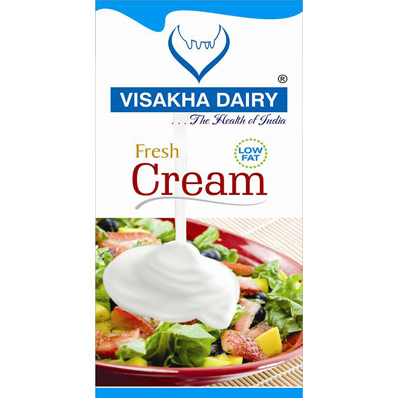 ®
VISAKHA DAIRY
...The Health of India
Fresh
LOW
FAT
Cream